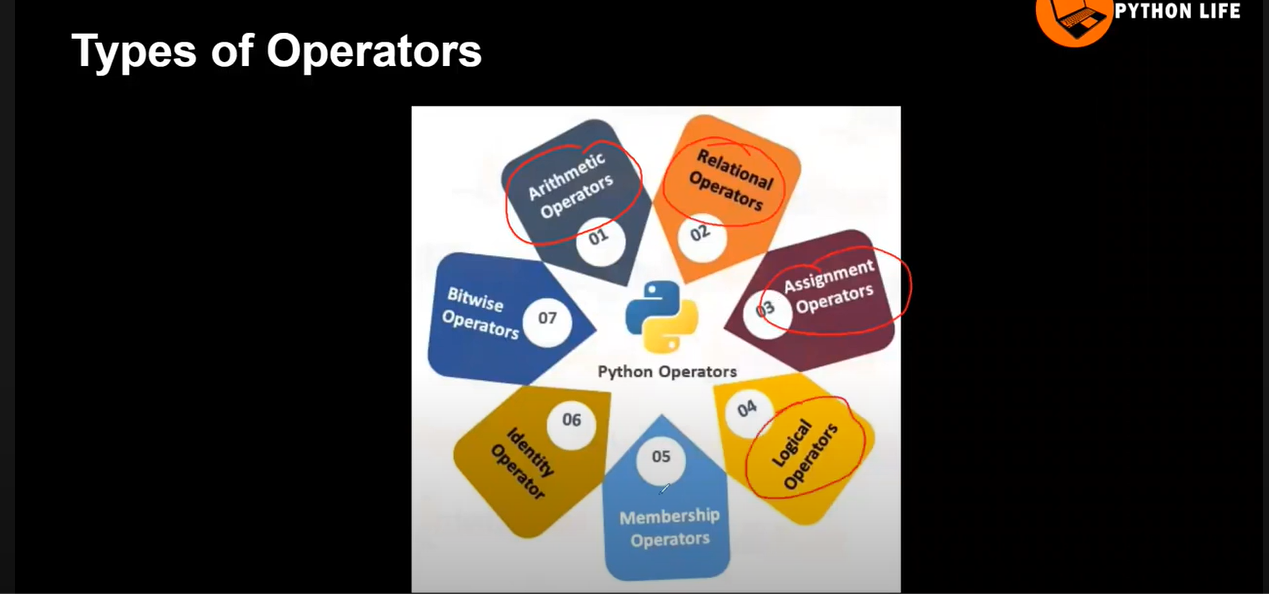 PYTHON LIFE
Types of Operators
Arithmetic
Operators
01
Relational
Operators
02
Assignment
Operators
03
04
Logical
Operators
05
Membership
Operators
06
Identity
Operator
Bitwise
Operators
07
Python Operators